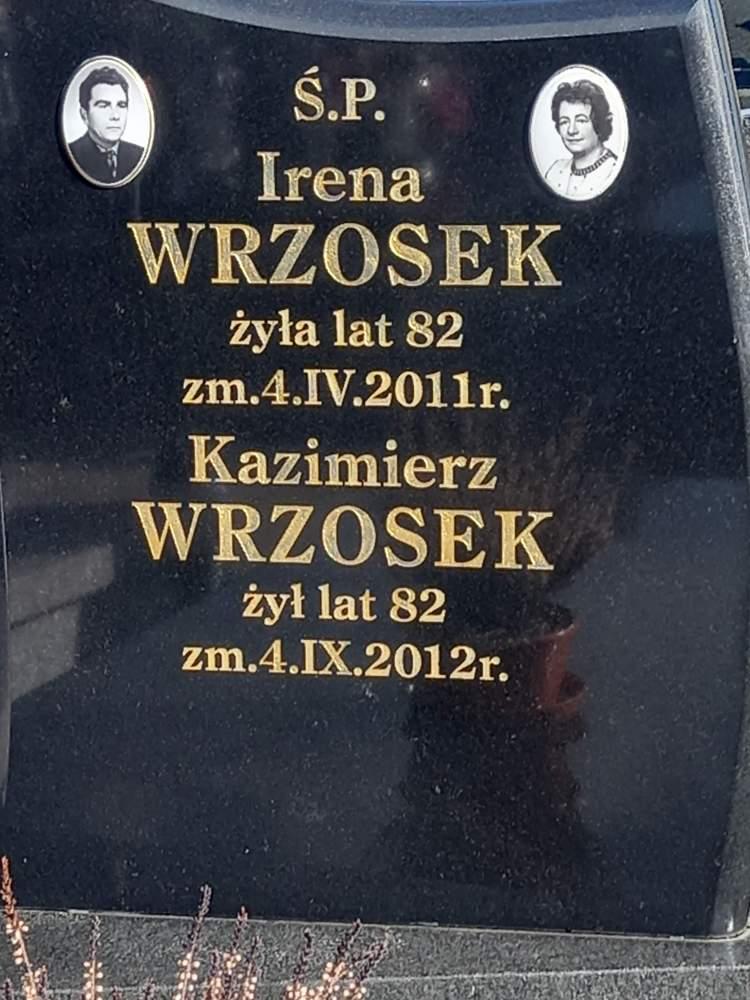 Ś.P.
Irena
WRZOSEK
żyła lat 82
zm.4.IV.2011r.
Kazimierz
WRZOSEK
żył lat 82
zm.4.IX.2012r.